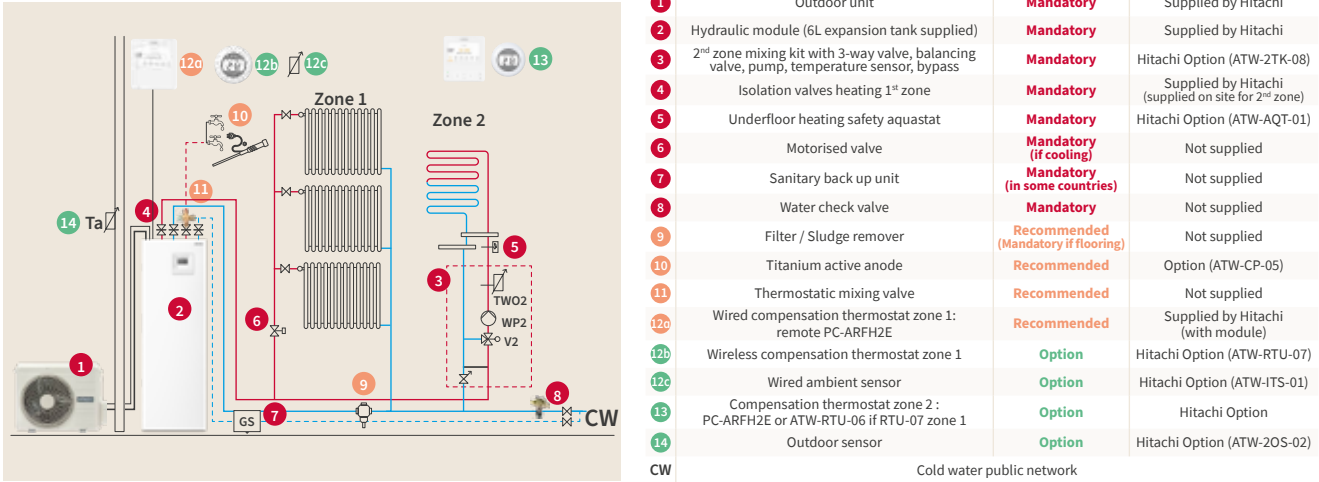 12a
12b
12c
13
Zone 1
10
Zone 2
11
14
Ta
4
5
3
2
TWO2
6
WP2
V2
1
9
8
7
GS
CW
1 Outdoor unit Mandatory Supplied by Hitachi
2 Hydraulic module (6L expansion tank supplied) Mandatory Supplied by Hitachi
3 2nd zone mixing kit with 3-way valve, balancing valve, pump, temperature sensor, bypass Mandatory Hitachi Option (ATW-2TK-08)
4 Isolation valves heating 1st zone Mandatory Supplied by Hitachi (supplied on site for 2nd zone)
5 Underfloor heating safety aquastat Mandatory Hitachi Option (ATW-AQT-01)
6 Motorised valve Mandatory (if cooling) Not supplied
7 Sanitary back up unit Mandatory (in some countries) Not supplied
8 Water check valve Mandatory Not supplied
9 Filter / Sludge remover Recommended (Mandatory if flooring) Not supplied
10 Titanium active anode Recommended Option (ATW-CP-05)
11 Thermostatic mixing valve Recommended Not supplied
12a Wired compensation thermostat zone 1: remote PC-ARFH2E Recommended Supplied by Hitachi (with module)
12b Wireless compensation thermostat zone 1 Option Hitachi Option (ATW-RTU-07)
12c Wired ambient sensor Option Hitachi Option (ATW-ITS-01)
13 Compensation thermostat zone 2 : PC-ARFH2E or ATW-RTU-06 if RTU-07 zone 1 Option Hitachi Option
14 Outdoor sensor Option Hitachi Option (ATW-2OS-02)
CW Cold water public network